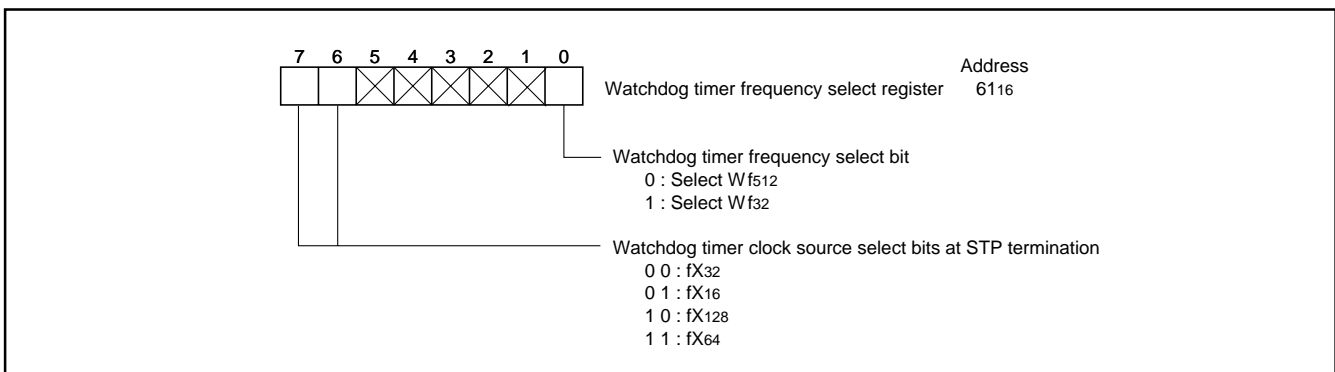 7 6 5 4 3 2 1 0
Address
Watchdog timer frequency select register 6116
Watchdog timer frequency select bit
0 : Select Wf512
1 : Select Wf32
Watchdog timer clock source select bits at STP termination
0 0 : fX32
0 1 : fX16
1 0 : fX128
1 1 : fX64